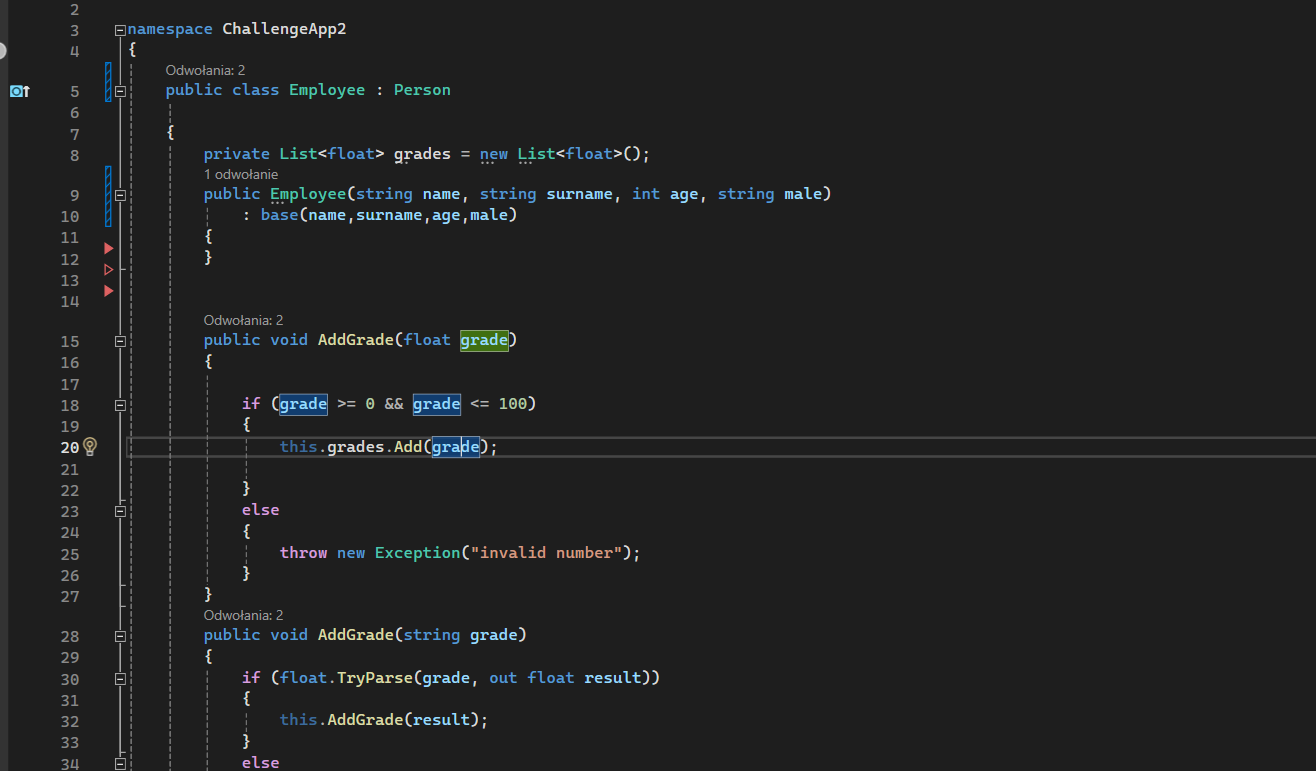 2
3 namespace ChallengeApp2
4 {
Odwołania: 2
5 public class Employee : Person
6
7 {
8 private List<float> grades = new List<float>();
1 odwołanie
9 public Employee(string name, string surname, int age, string male)
10 : base(name,surname,age,male)
11 {
12 }
13
14
Odwołania: 2
15 public void AddGrade(float grade)
16 {
17
18 if (grade >= 0 && grade <= 100)
19 {
20 this.grades.Add(grade);
21
22 }
23 else
24 {
25 throw new Exception("invalid number");
26 }
27 }
Odwołania: 2
28 public void AddGrade(string grade)
29 {
30 if (float.TryParse(grade, out float result))
31 {
32 this.AddGrade(result);
33 }
34 else